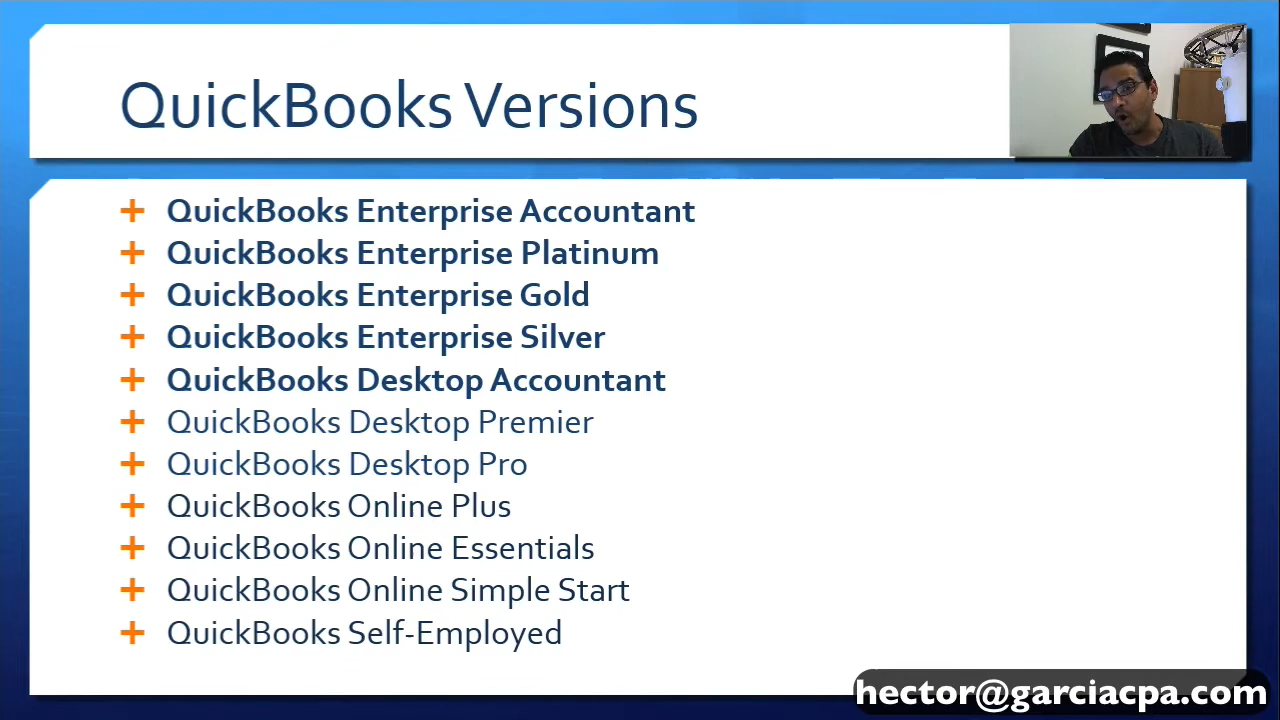 QuickBooks Versions
QuickBooks Enterprise Accountant
QuickBooks Enterprise Platinum
QuickBooks Enterprise Gold
QuickBooks Enterprise Silver
QuickBooks Desktop Accountant
QuickBooks Desktop Premier
QuickBooks Desktop Pro
QuickBooks Online Plus
QuickBooks Online Essentials
QuickBooks Online Simple Start
QuickBooks Self-Employed
hector@garciacpa.com